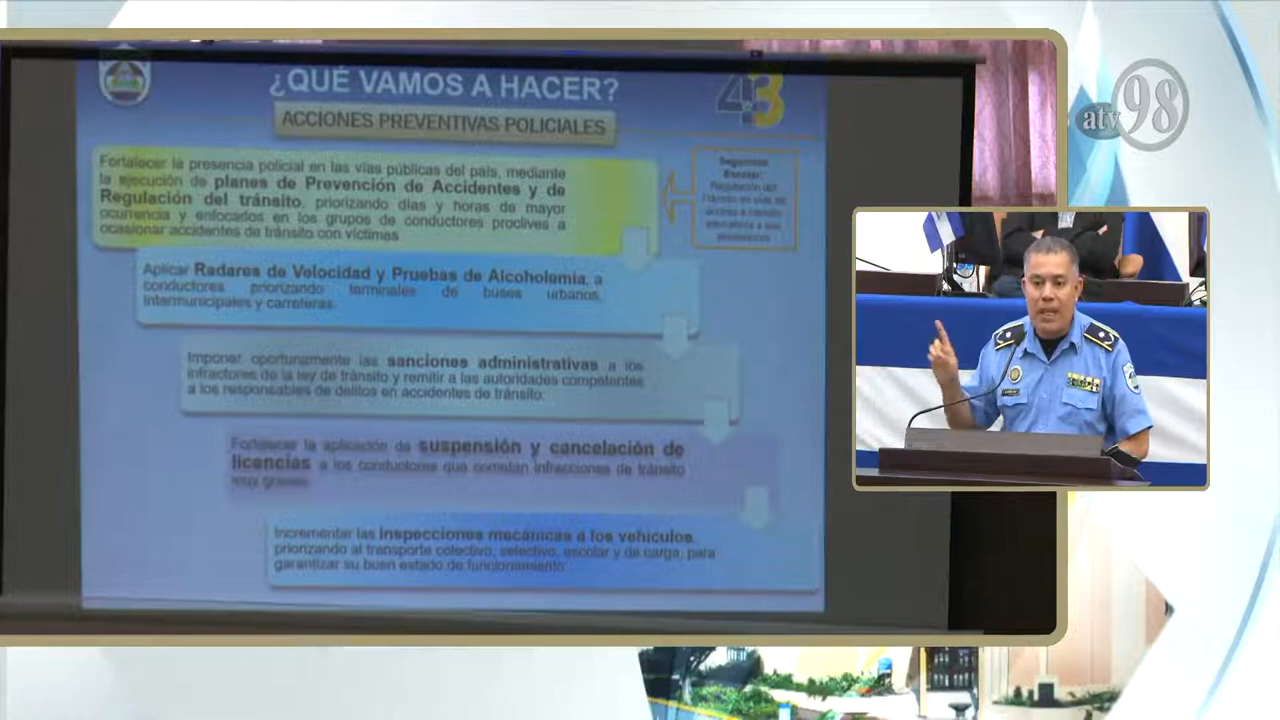 ¿QUÉ VAMOS A HACER?
43
ACCIONES PREVENTIVAS POLICIALES
Fortalecer la presencia policial en las vías públicas del país, mediante
la ejecución de planes de Prevención de Accidentes y de
Regulación del tránsito, priorizando días y horas de mayor
ocurrencia y enfocados en los grupos de conductores proclives a
ocasionar accidentes de tránsito con víctimas
Aplicar Radares de Velocidad y Pruebas de Alcoholemia, a
conductores priorizando terminales de buses urbanos,
intermunicipales y carreteras.
Imponer oportunamente las sanciones administrativas a los
infractores de la ley de tránsito y remitir a las autoridades competentes
a los responsables de delitos en accidentes de tránsito.
Fortalecer la aplicación de suspensión y cancelación de
licencias a los conductores que cometan infracciones de tránsito
muy graves
Incrementar las inspecciones mecánicas a los vehículos,
priorizando al transporte colectivo, selectivo, escolar y de carga, para
garantizar su buen estado de funcionamiento
atv98